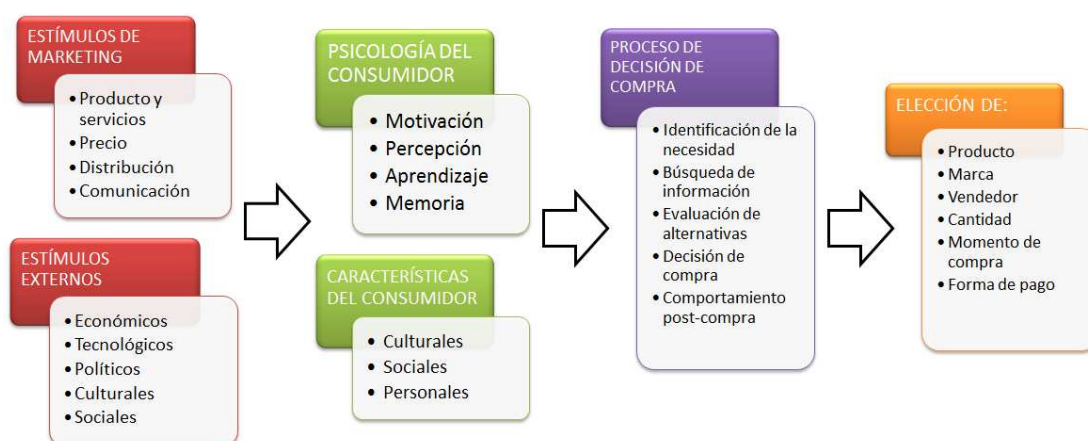 ESTÍMULOS DE
MARKETING
• Producto y
servicios
• Precio
• Distribución
• Comunicación
ESTÍMULOS
EXTERNOS
• Económicos
• Tecnológicos
• Políticos
• Culturales
• Sociales
PSICOLOGÍA DEL
CONSUMIDOR
• Motivación
• Percepción
• Aprendizaje
• Memoria
CARACTERÍSTICAS
DEL CONSUMIDOR
• Culturales
• Sociales
• Personales
PROCESO DE
DECISIÓN DE
COMPRA
• Identificación de la
necesidad
• Búsqueda de
información
• Evaluación de
alternativas
• Decisión de
compra
• Comportamiento
post-compra
ELECCIÓN DE:
• Producto
• Marca
• Vendedor
• Cantidad
• Momento de
compra
• Forma de pago